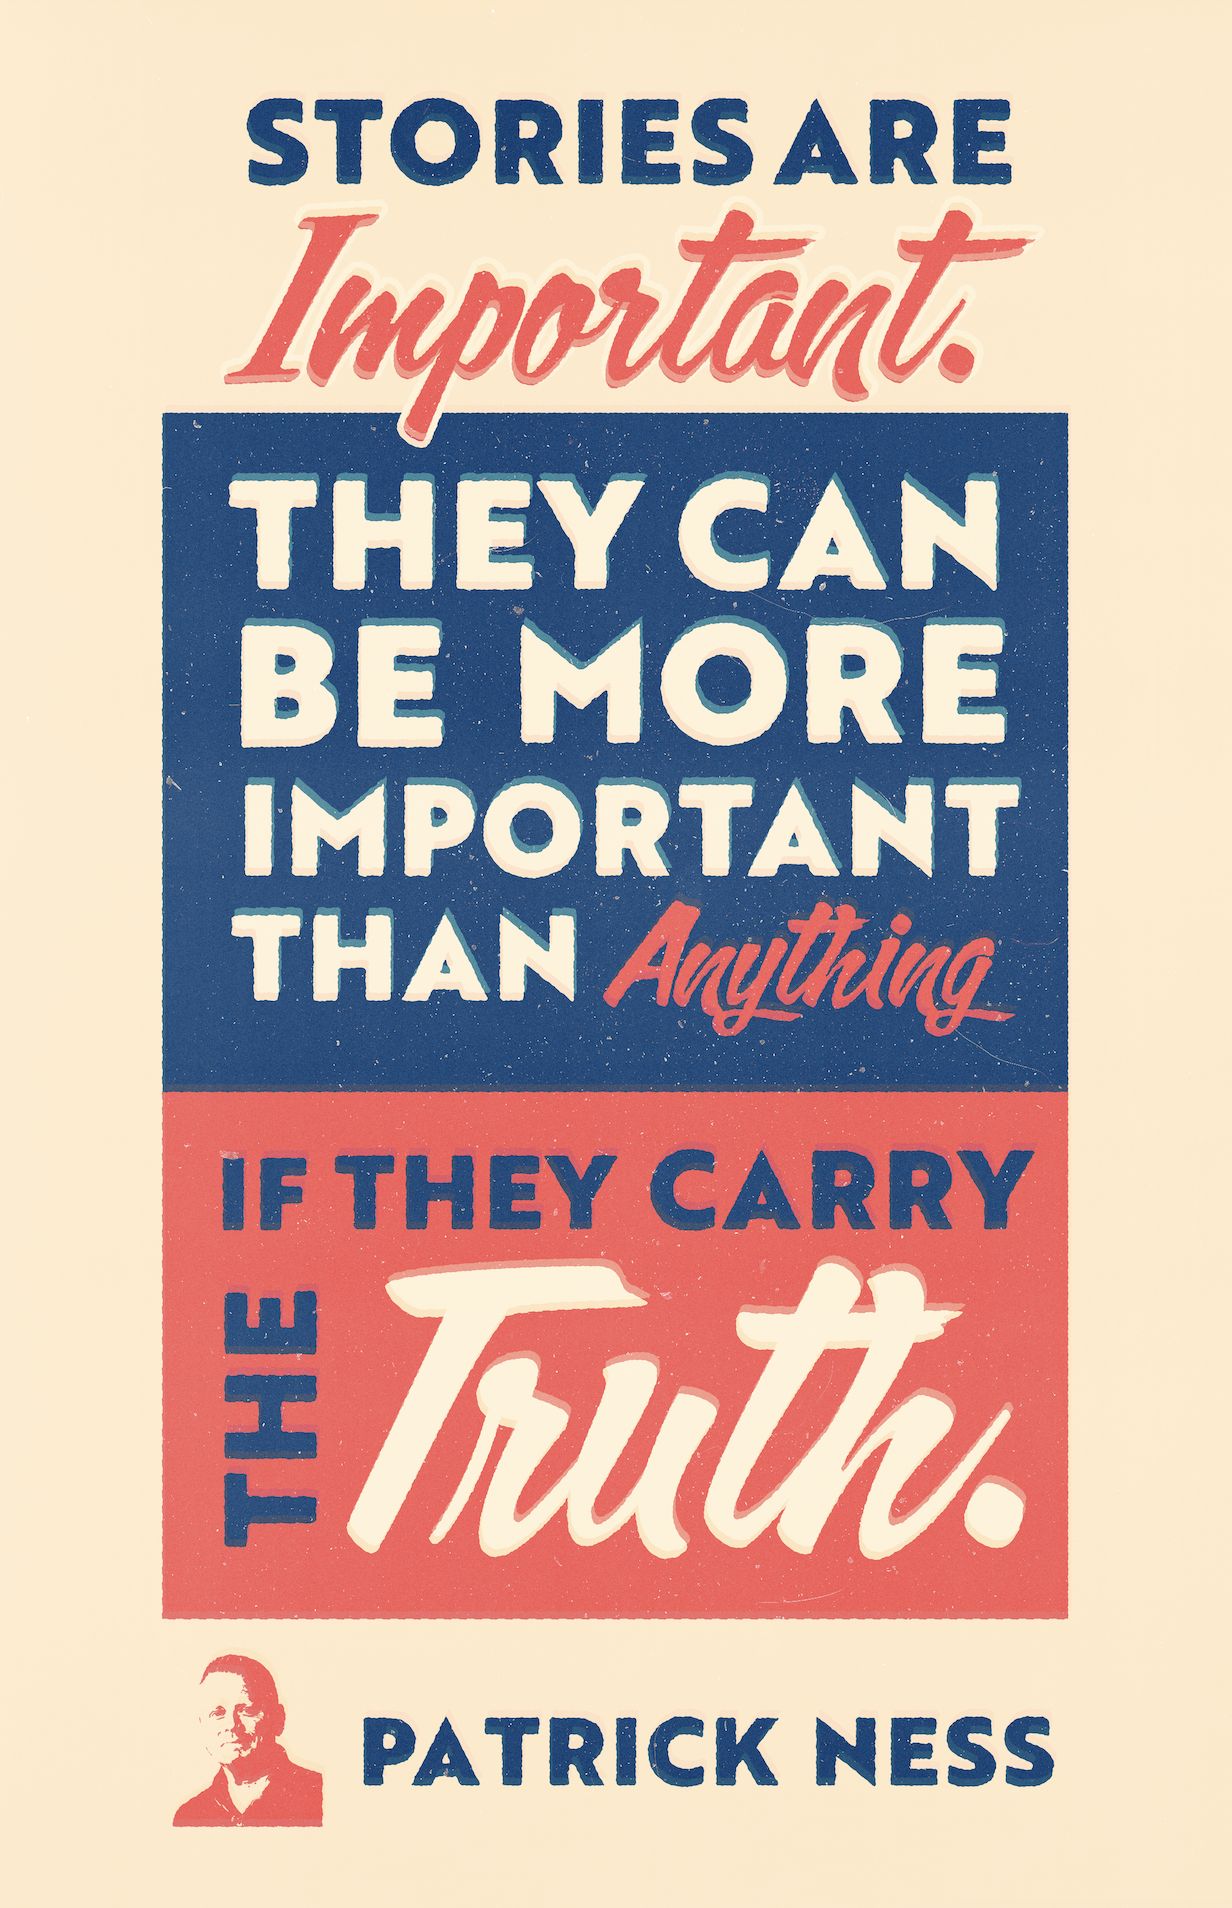 STORIES ARE
Important.
THEY CAN
BE MORE
IMPORTANT
THAN Anything
IF THEY CARRY
THE Truth.
PATRICK NESS